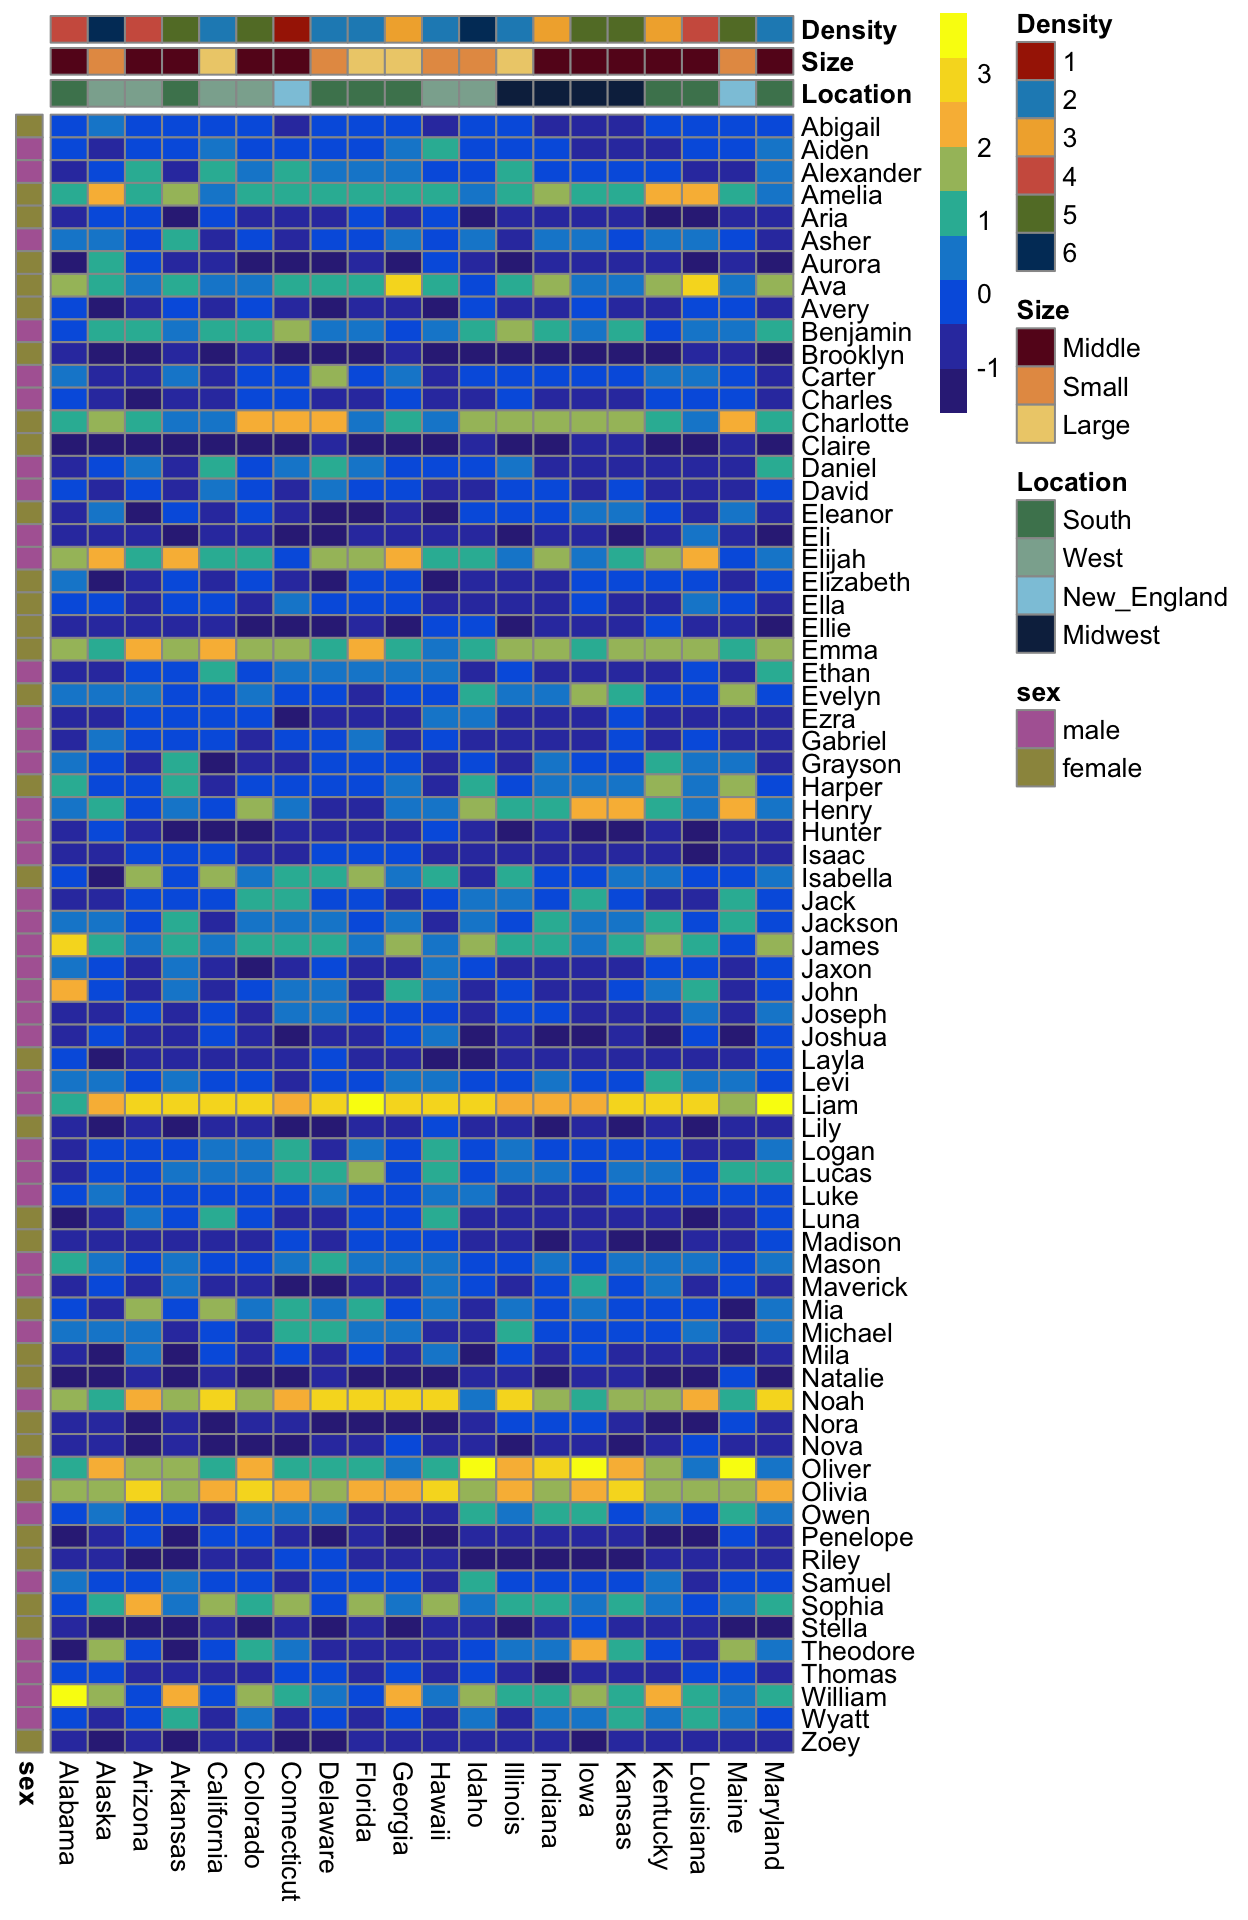 Density
Size
Location
Abigail
Aiden
Alexander
Amelia
Aria
Asher
Aurora
Ava
Avery
Benjamin
Brooklyn
Carter
Charles
Charlotte
Claire
Daniel
David
Eleanor
Eli
Elijah
Elizabeth
Ella
Ellie
Emma
Ethan
Evelyn
Ezra
Gabriel
Grayson
Harper
Henry
Hunter
Isaac
Isabella
Jack
Jackson
James
Jaxon
John
Joseph
Joshua
Layla
Levi
Liam
Lily
Logan
Lucas
Luke
Luna
Madison
Mason
Maverick
Mia
Michael
Mila
Natalie
Noah
Nora
Nova
Oliver
Olivia
Owen
Penelope
Riley
Samuel
Sophia
Stella
Theodore
Thomas
William
Wyatt
Zoey
sex
Alabama
Alaska
Arizona
Arkansas
California
Colorado
Connecticut
Delaware
Florida
Georgia
Hawaii
Idaho
Illinois
Indiana
Iowa
Kansas
Kentucky
Louisiana
Maine
Maryland
3
2
1
0
-1
Density
1
2
3
4
5
6
Size
Middle
Small
Large
Location
South
West
New_England
Midwest
sex
male
female